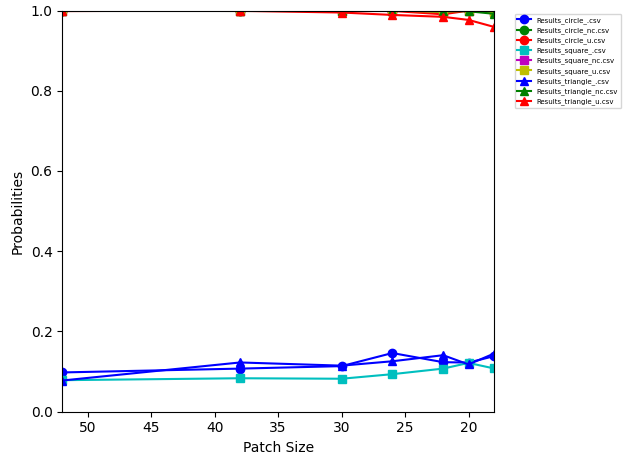 1.0
0.8
0.6
0.4
0.2
0.0
Probabilities
50 45 40 35 30 25 20
Patch Size
Results_circle_.csv
Results_circle_nc.csv
Results_circle_u.csv
Results_square_.csv
Results_square_nc.csv
Results_square_u.csv
Results_triangle_.csv
Results_triangle_nc.csv
Results_triangle_u.csv